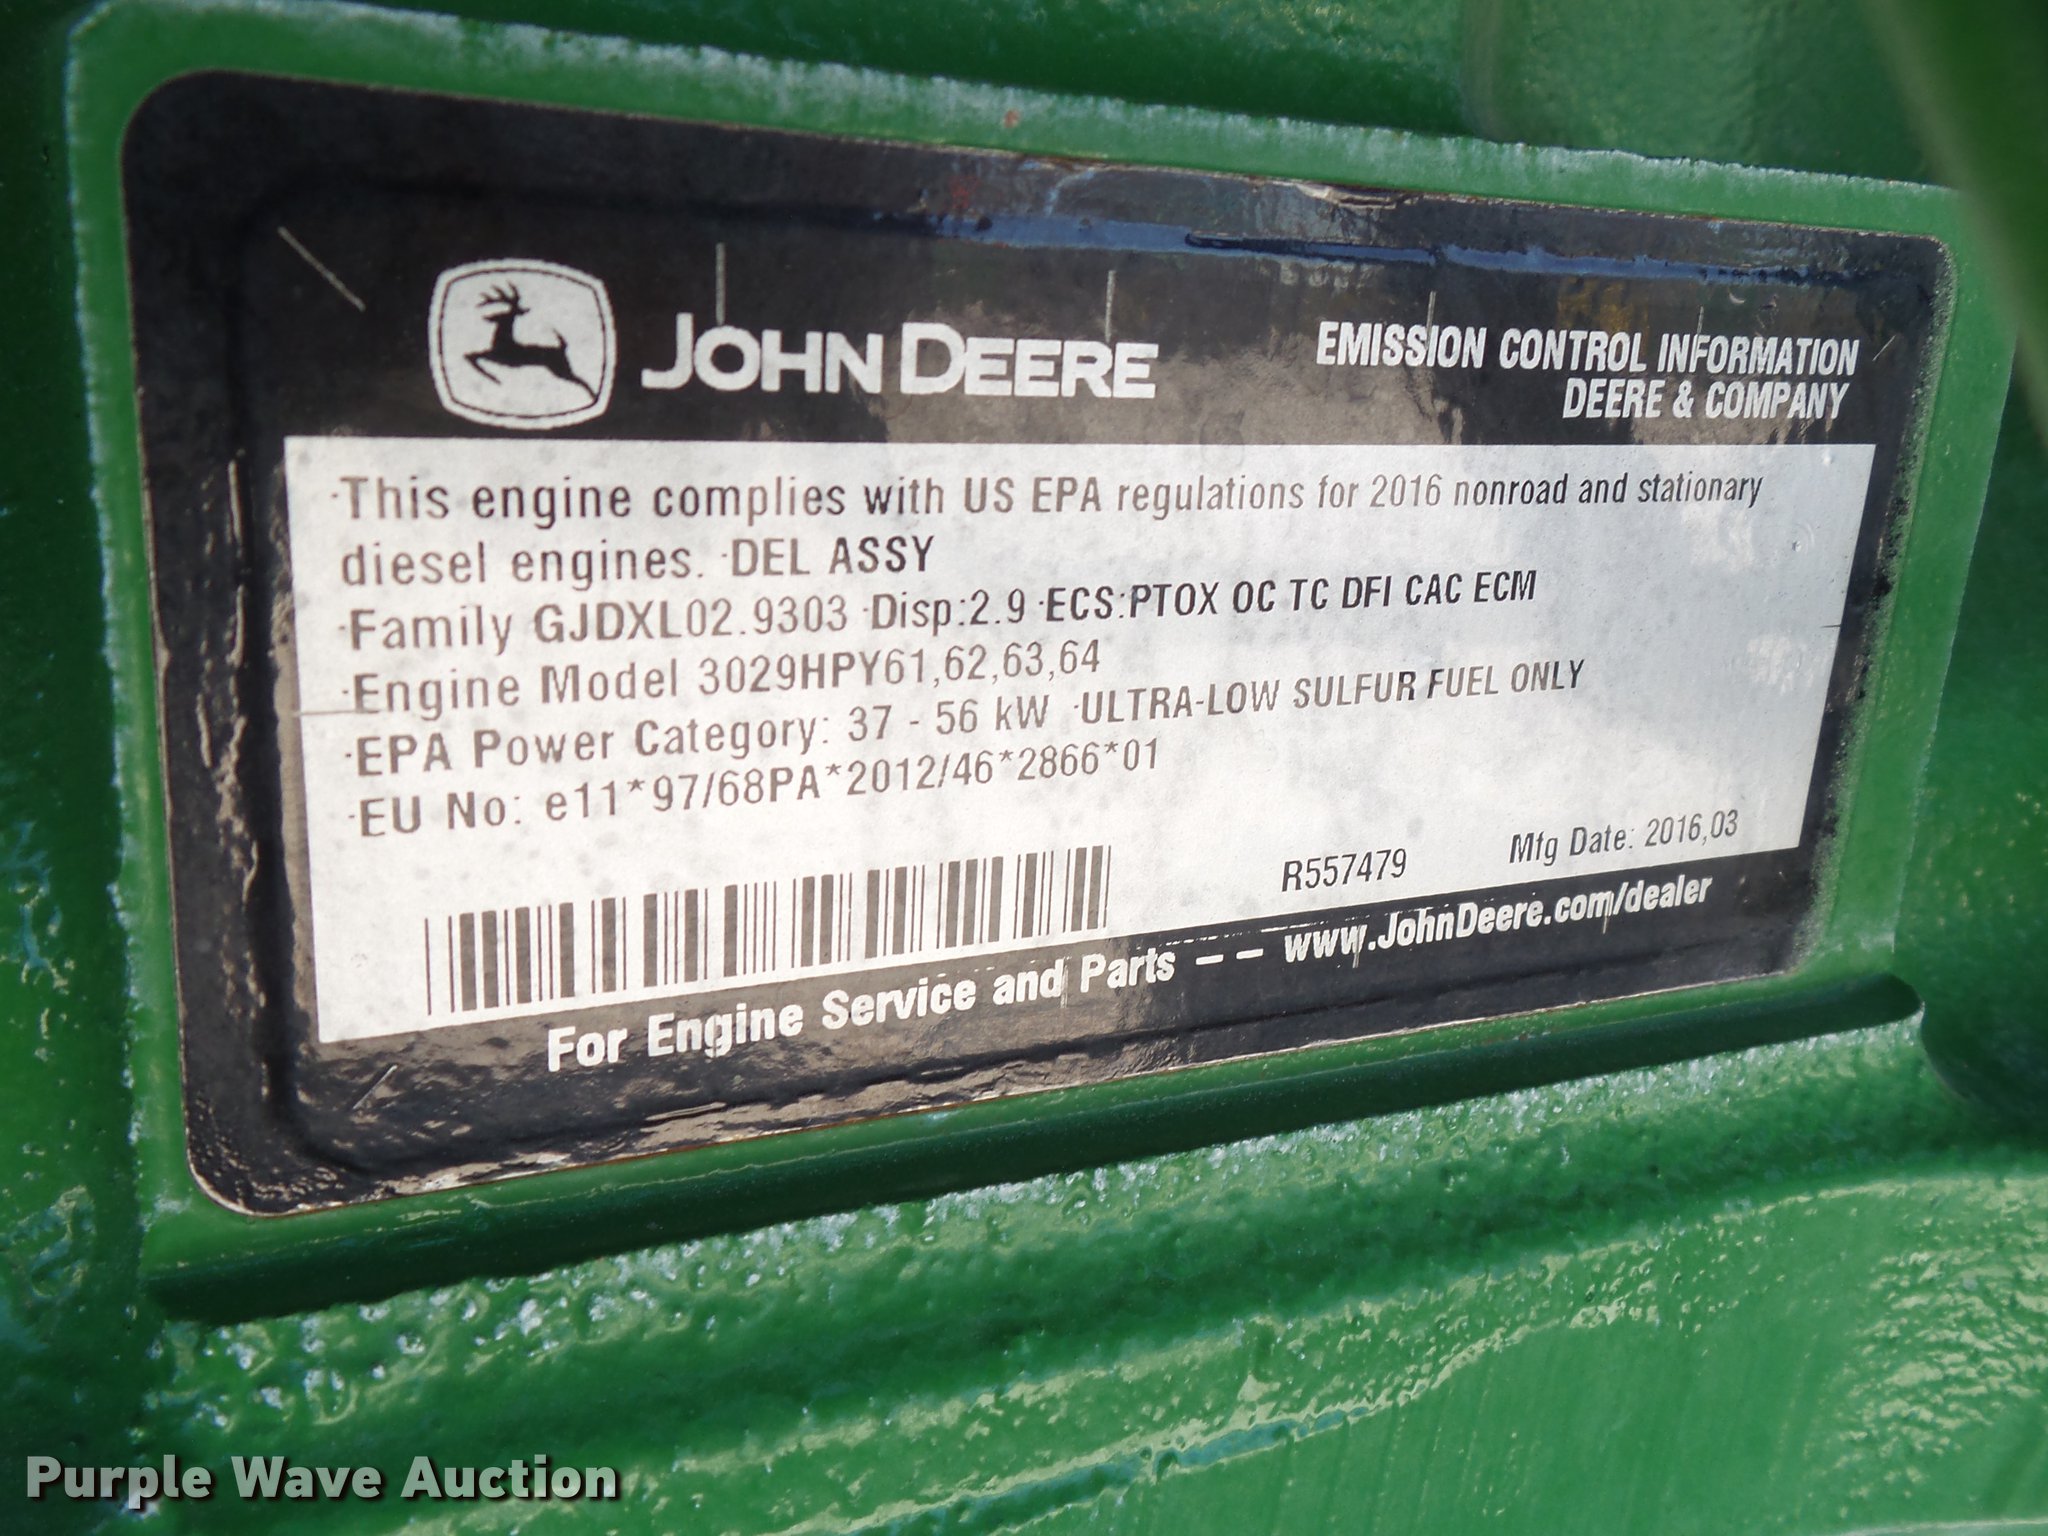 JOHN DEERE
EMISSION CONTROL INFORMATION
DEERE & COMPANY
·This engine complies with US EPA regulations for 2016 nonroad and stationary
diesel engines. ·DEL ASSY
·Family GJDXL02.9303 ·Disp:2.9 ·ECS:PTOX OC TC DFI CAC ECM
·Engine Model 3029HPY61,62,63,64
·EPA Power Category: 37 - 56 kW ·ULTRA-LOW SULFUR FUEL ONLY
·EU No: e11*97/68PA*2012/46*2866*01
R557479
Mfg Date: 2016,03
For Engine Service and Parts -- www.JohnDeere.com/dealer
Purple Wave Auction